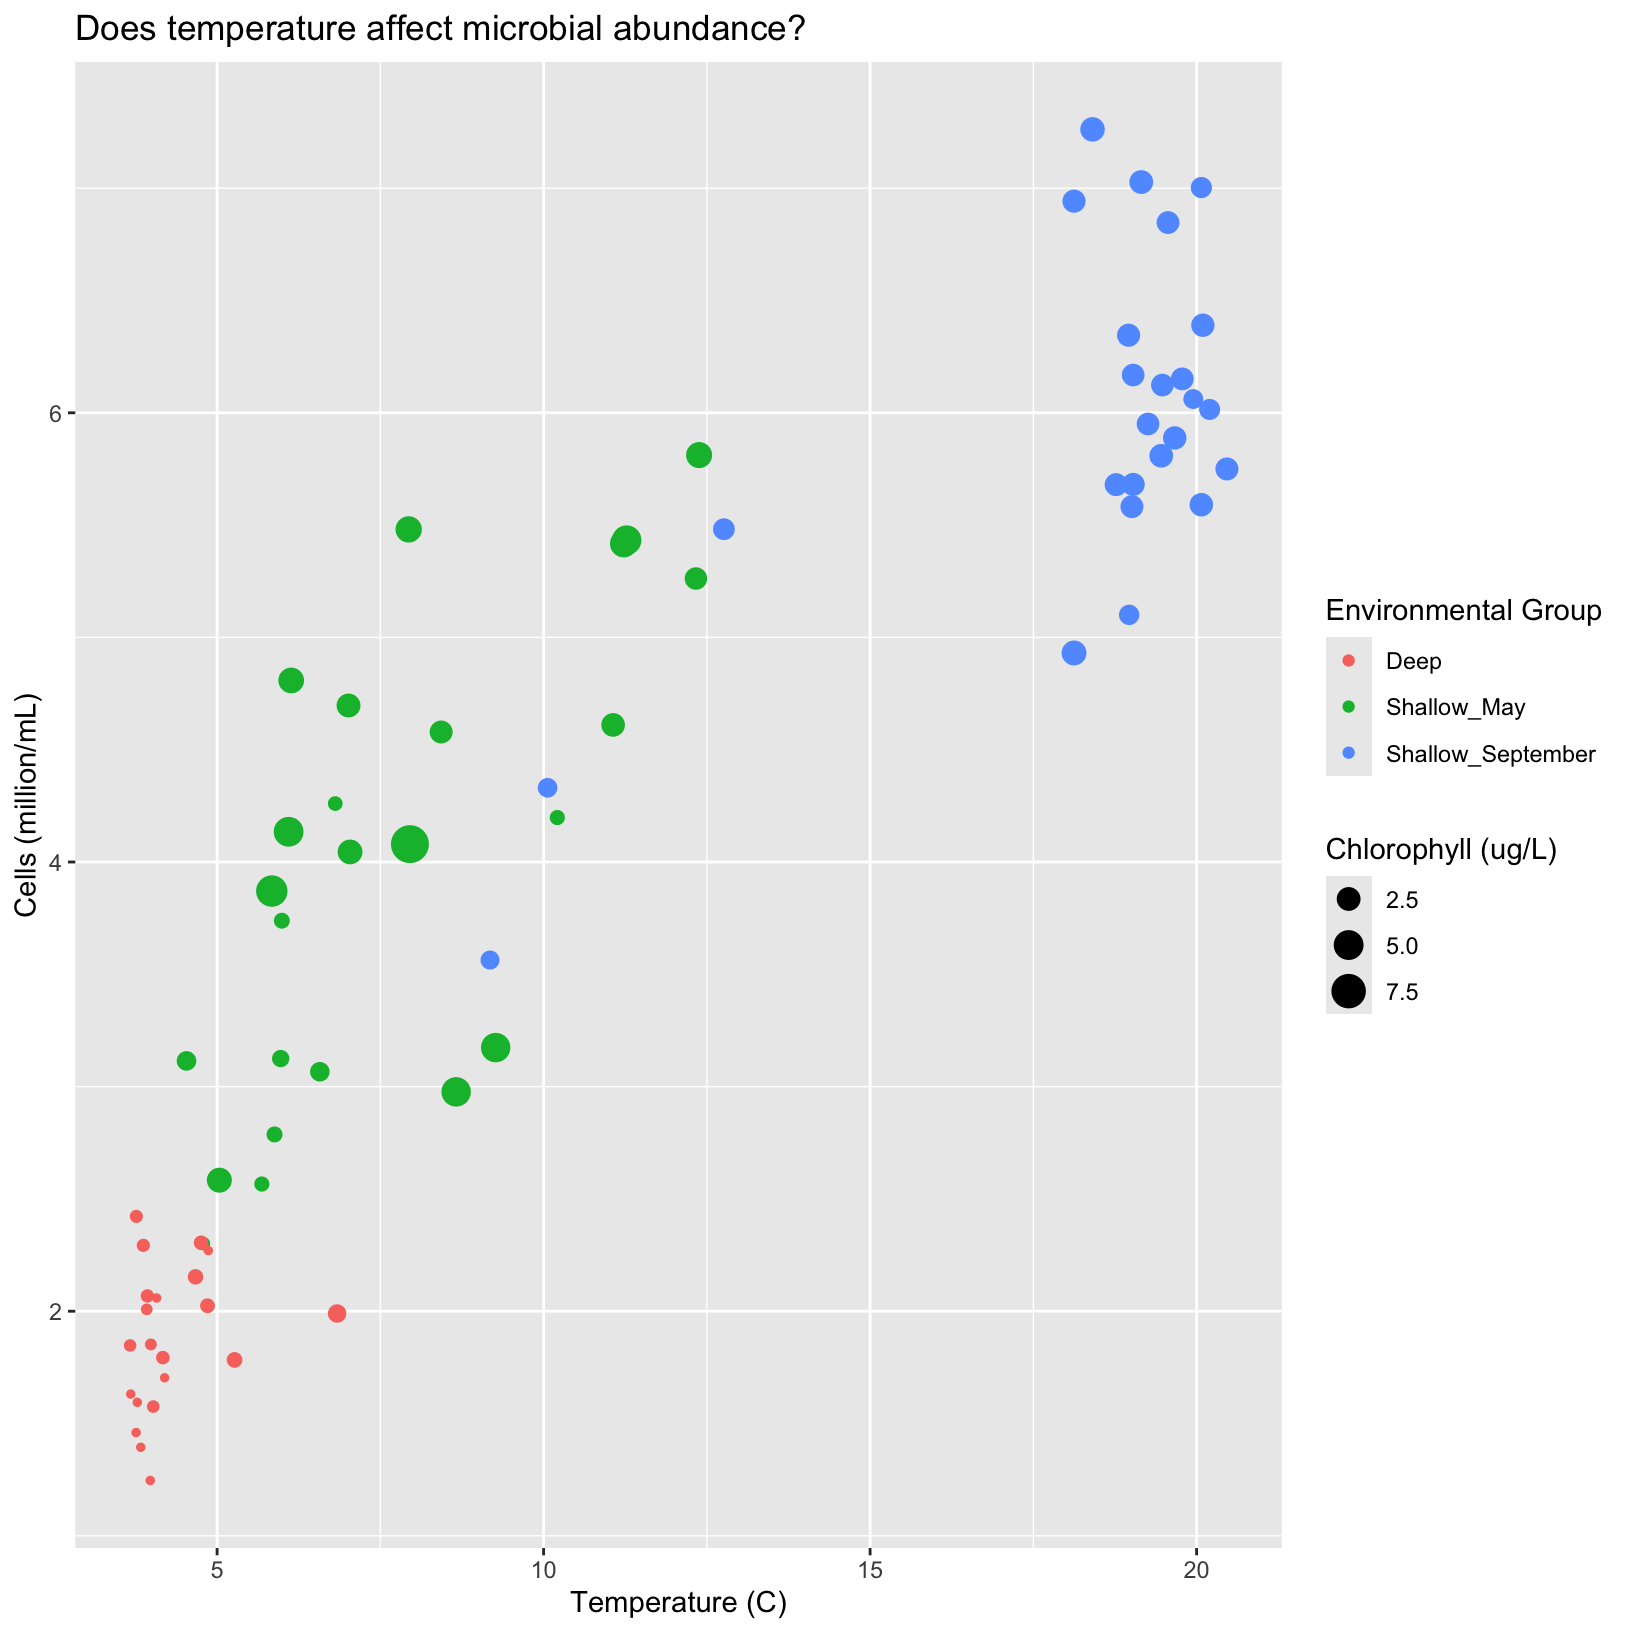 Does temperature affect microbial abundance?
Cells (million/mL)
6
4
2
5
10
15
20
Temperature (C)
Environmental Group
Deep
Shallow_May
Shallow_September
Chlorophyll (ug/L)
2.5
5.0
7.5